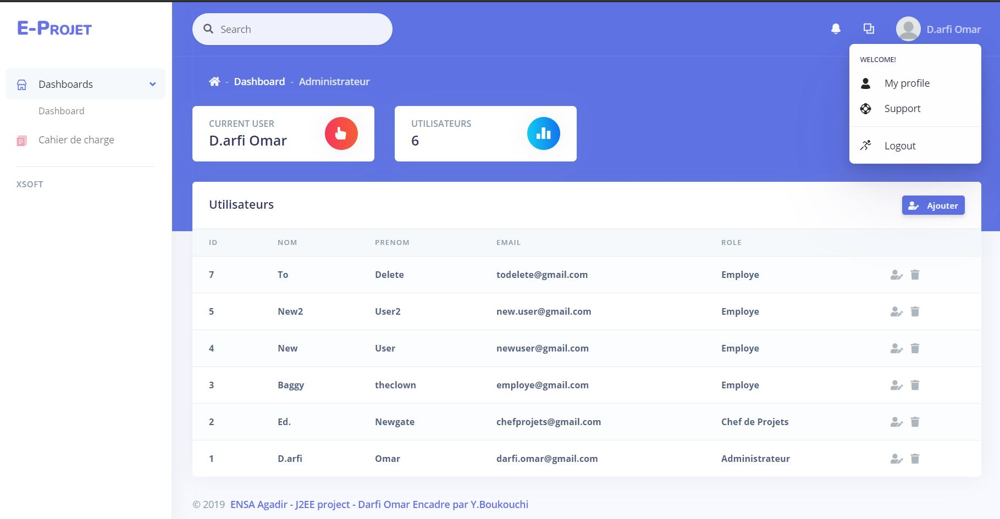 E-PROJET
Search
D.arfi Omar
WELCOME!
My profile
Support
Logout
Dashboards
Dashboard
Cahier de charge
XSOFT
- Dashboard - Administrateur
CURRENT USER
D.arfi Omar
UTILISATEURS
6
Utilisateurs
Ajouter
ID NOM PRENOM EMAIL ROLE
7 To Delete todelete@gmail.com Employe
5 New2 User2 new.user@gmail.com Employe
4 New User newuser@gmail.com Employe
3 Baggy theclown employe@gmail.com Employe
2 Ed. Newgate chefprojets@gmail.com Chef de Projets
1 D.arfi Omar darfi.omar@gmail.com Administrateur
© 2019 ENSA Agadir - J2EE project - Darfi Omar Encadre par Y.Boukouchi